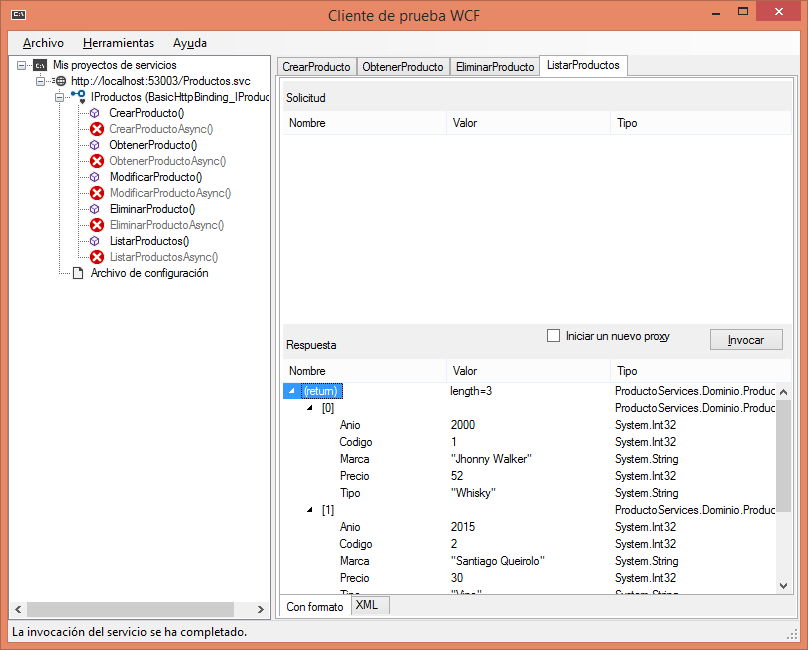 Cliente de prueba WCF
Archivo Herramientas Ayuda
Mis proyectos de servicios
http://localhost:53003/Productos.svc
IProductos (BasicHttpBinding_IProduc
CrearProducto()
CrearProductoAsync()
ObtenerProducto()
ObtenerProductoAsync()
ModificarProducto()
ModificarProductoAsync()
EliminarProducto()
EliminarProductoAsync()
ListarProductos()
ListarProductosAsync()
Archivo de configuración
CrearProducto ObtenerProducto EliminarProducto ListarProductos
Solicitud
Nombre Valor Tipo
Respuesta
Iniciar un nuevo proxy
Invocar
Nombre Valor Tipo
(return) length=3 ProductoServices.Dominio.Produc
[0] ProductoServices.Dominio.Produc
Anio 2000 System.Int32
Codigo 1 System.Int32
Marca "Jhonny Walker" System.String
Precio 52 System.Int32
Tipo "Whisky" System.String
[1] ProductoServices.Dominio.Produc
Anio 2015 System.Int32
Codigo 2 System.Int32
Marca "Santiago Queirolo" System.String
Precio 30 System.Int32
Tipo "Vino" System.String
Con formato XML
La invocación del servicio se ha completado.